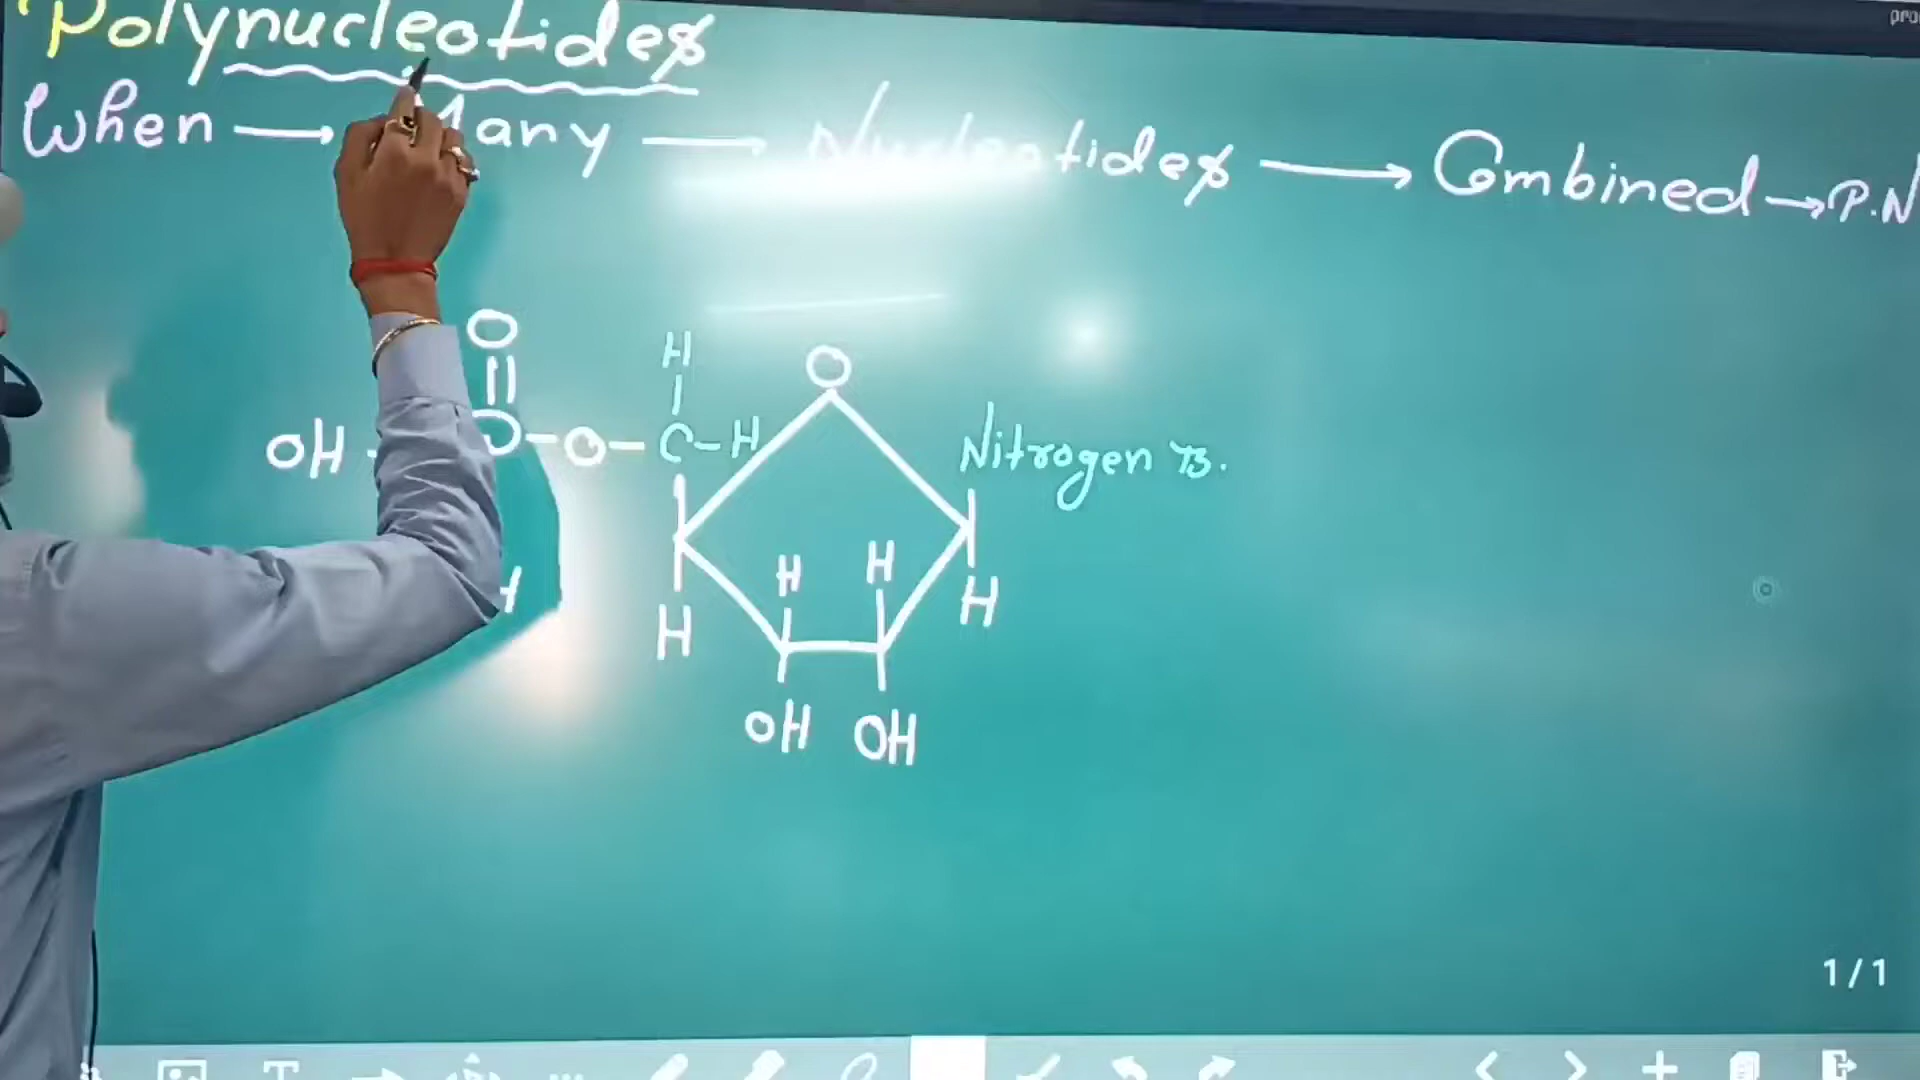 Polynucleotides
When → Many → Nucleotides → Combined → P.N
O
H
O
OH
O
C-H
Nitrogen B.
H
H
H
H
H
OH
OH
1/1